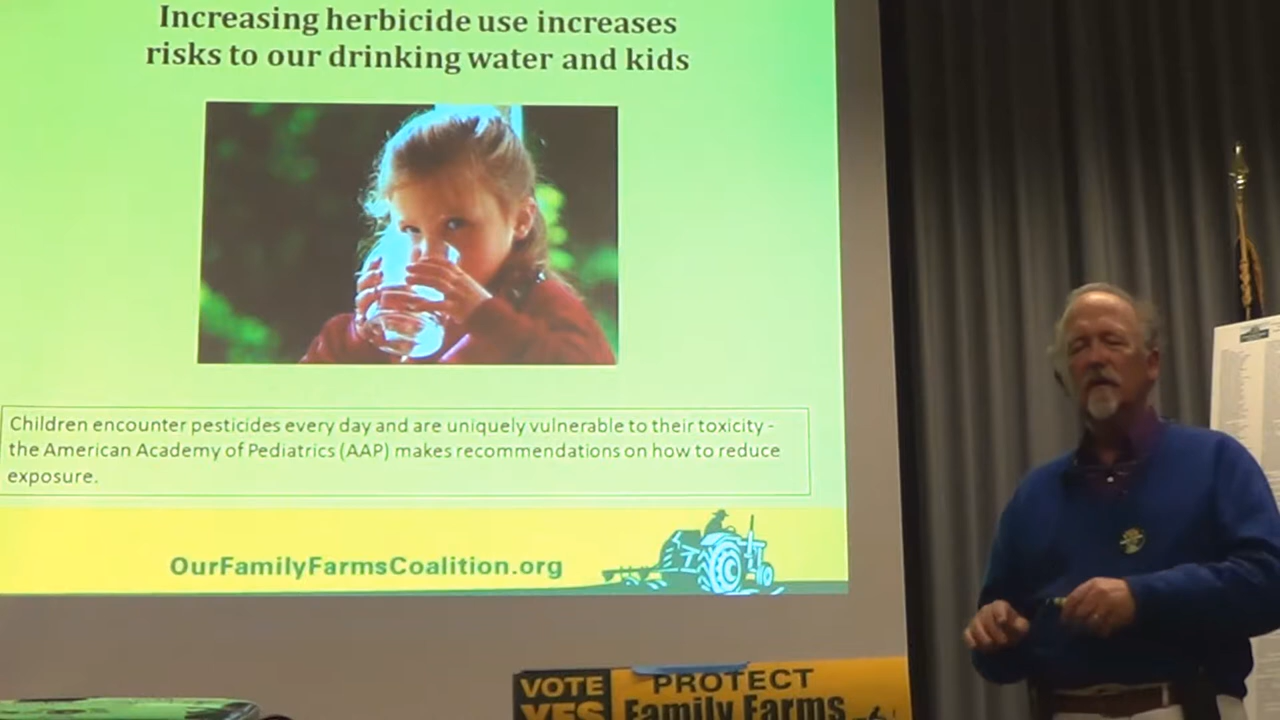 Increasing herbicide use increases
risks to our drinking water and kids
Children encounter pesticides every day and are uniquely vulnerable to their toxicity -
the American Academy of Pediatrics (AAP) makes recommendations on how to reduce
exposure.
OurFamilyFarmsCoalition.org
VOTE
YES
PROTECT
Family Farms